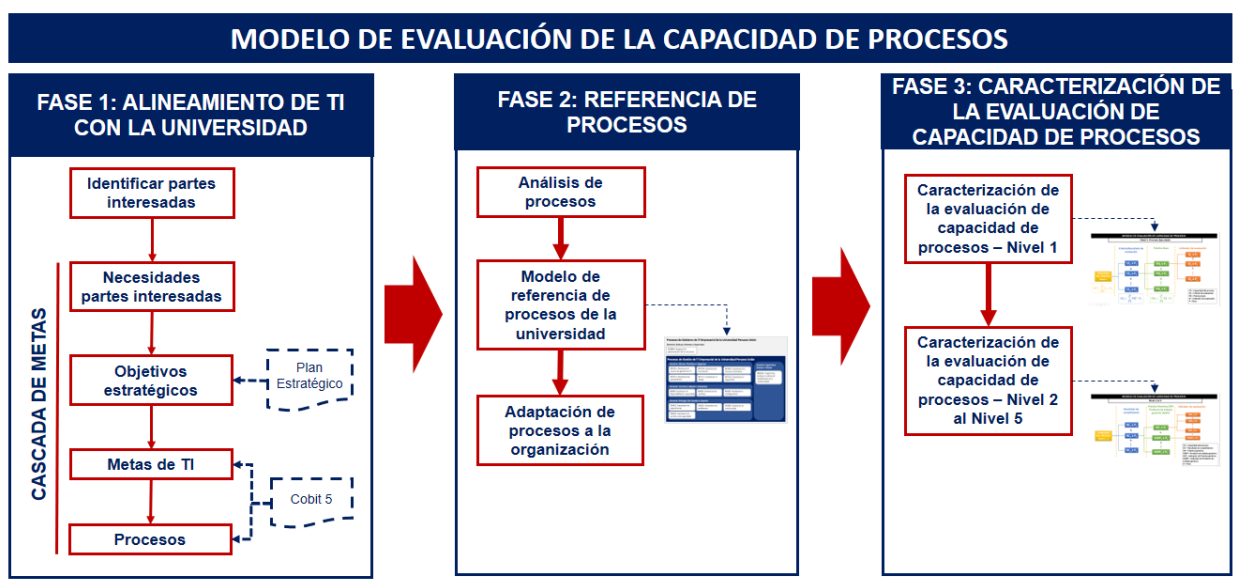 MODELO DE EVALUACIÓN DE LA CAPACIDAD DE PROCESOS
FASE 1: ALINEAMIENTO DE TI
CON LA UNIVERSIDAD
Identificar partes
interesadas
CASCADA DE METAS
Necesidades
partes interesadas
Objetivos
estratégicos
Plan
Estratégico
Metas de TI
Cobit 5
Procesos
FASE 2: REFERENCIA DE
PROCESOS
Análisis de
procesos
Modelo de
referencia de
procesos de la
universidad
Adaptación de
procesos a la
organización
FASE 3: CARACTERIZACIÓN DE
LA EVALUACIÓN DE
CAPACIDAD DE PROCESOS
Caracterización de
la evaluación de
capacidad de
procesos – Nivel 1
Caracterización de
la evaluación de
capacidad de
procesos – Nivel 2
al Nivel 5